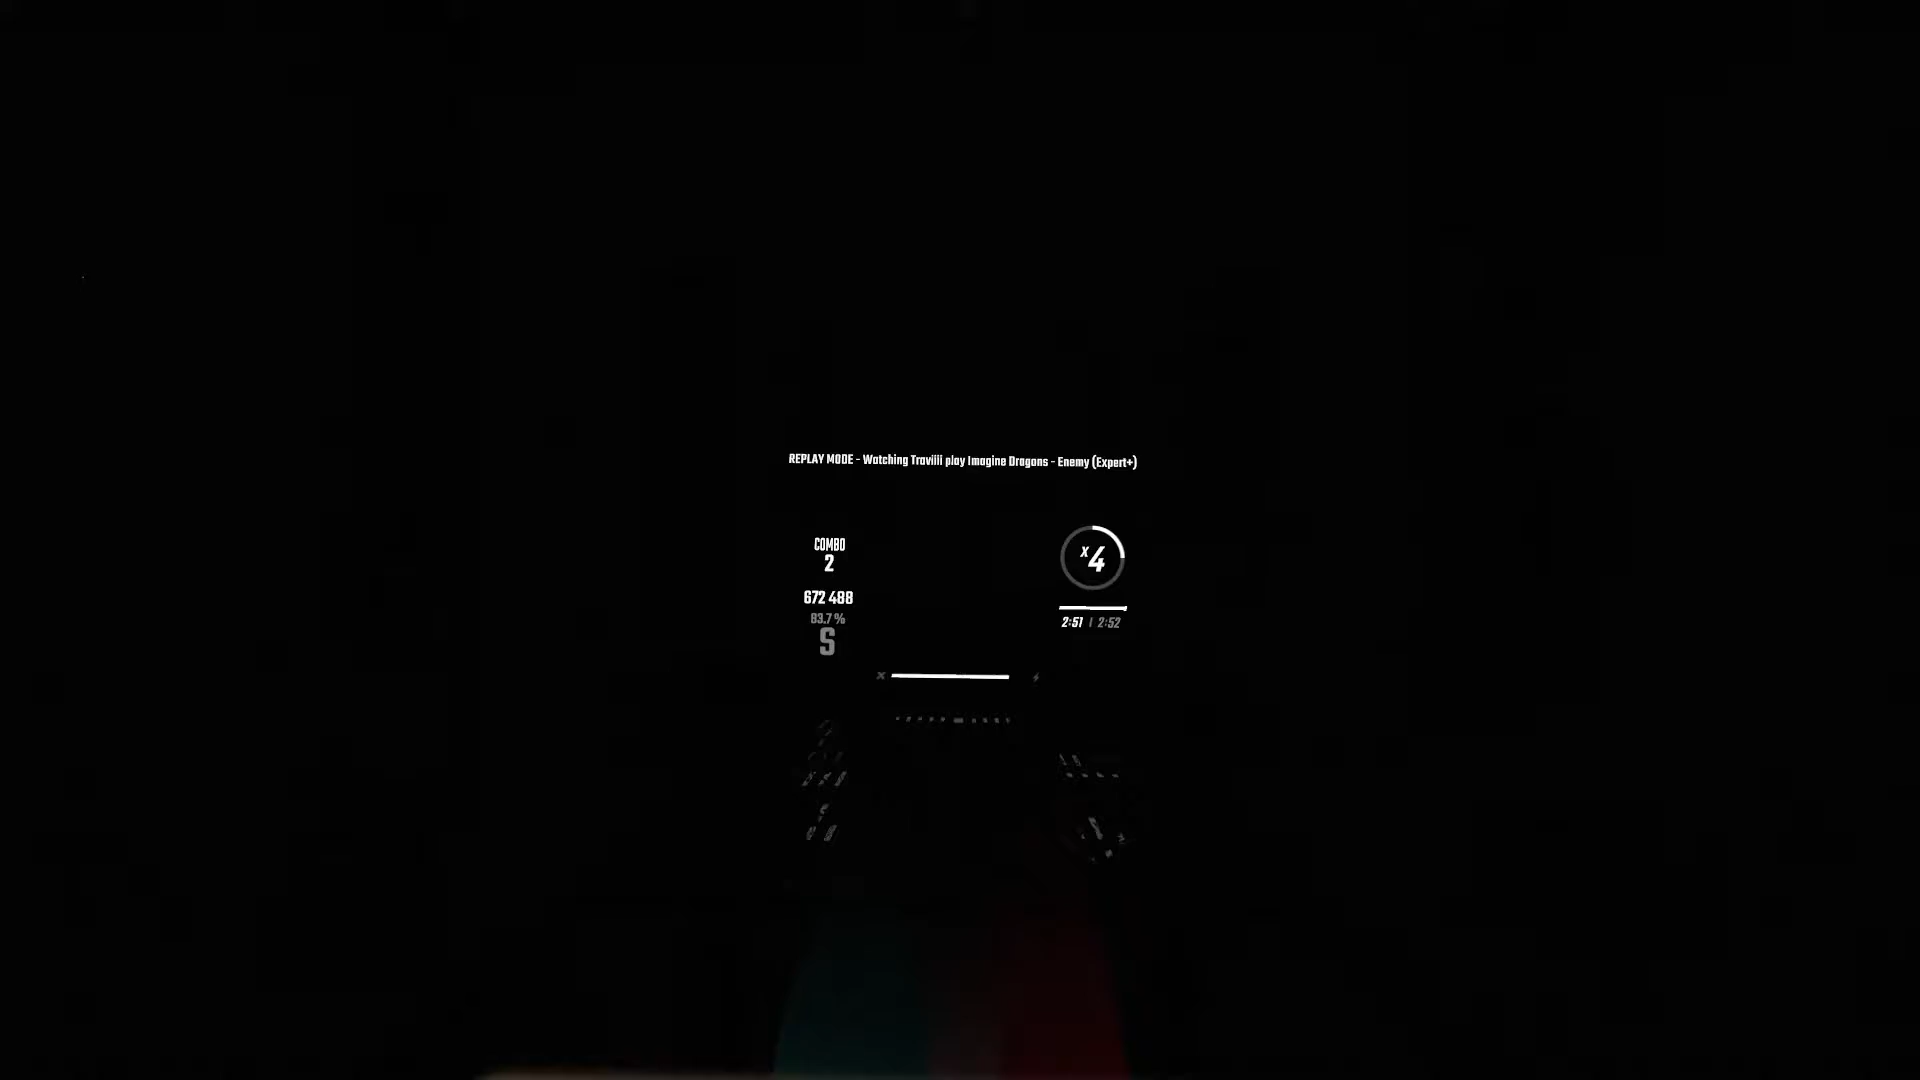 REPLAY MODE - Watching Traviiii play Imagine Dragons - Enemy (Expert+)
COMBO
2
x4
672 488
83.7 %
2:51 | 2:52
S